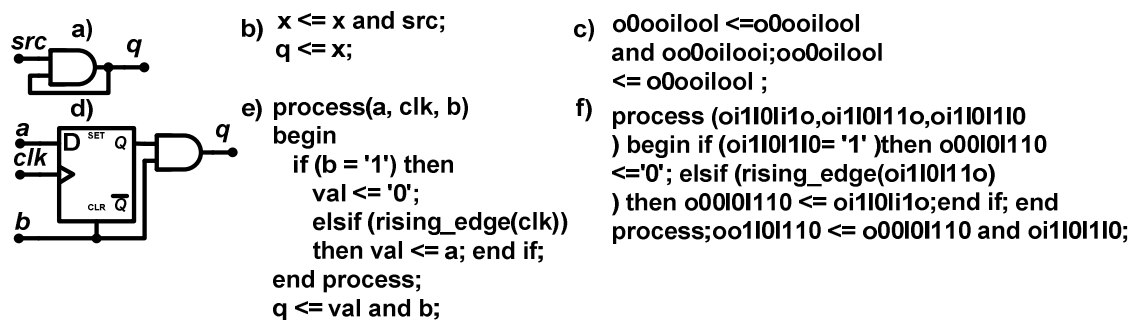 a)
src
q
b) x <= x and src;
q <= x;
c) o0ooilool <=o0ooilool
and oo0oilooi;oo0oilool
<= o0ooilool ;
d)
a
clk
b
D
SET
Q
CLR
Q
q
e) process(a, clk, b)
begin
if (b = '1') then
val <= '0';
elsif (rising_edge(clk))
then val <= a; end if;
end process;
q <= val and b;
f) process (oi1l0li1o,oi1l0l11o,oi1l0l1l0
) begin if (oi1l0l1l0= '1' )then o00l0l110
<='0'; elsif (rising_edge(oi1l0l11o)
) then o00l0l110 <= oi1l0li1o;end if; end
process;oo1l0l110 <= o00l0l110 and oi1l0l1l0;